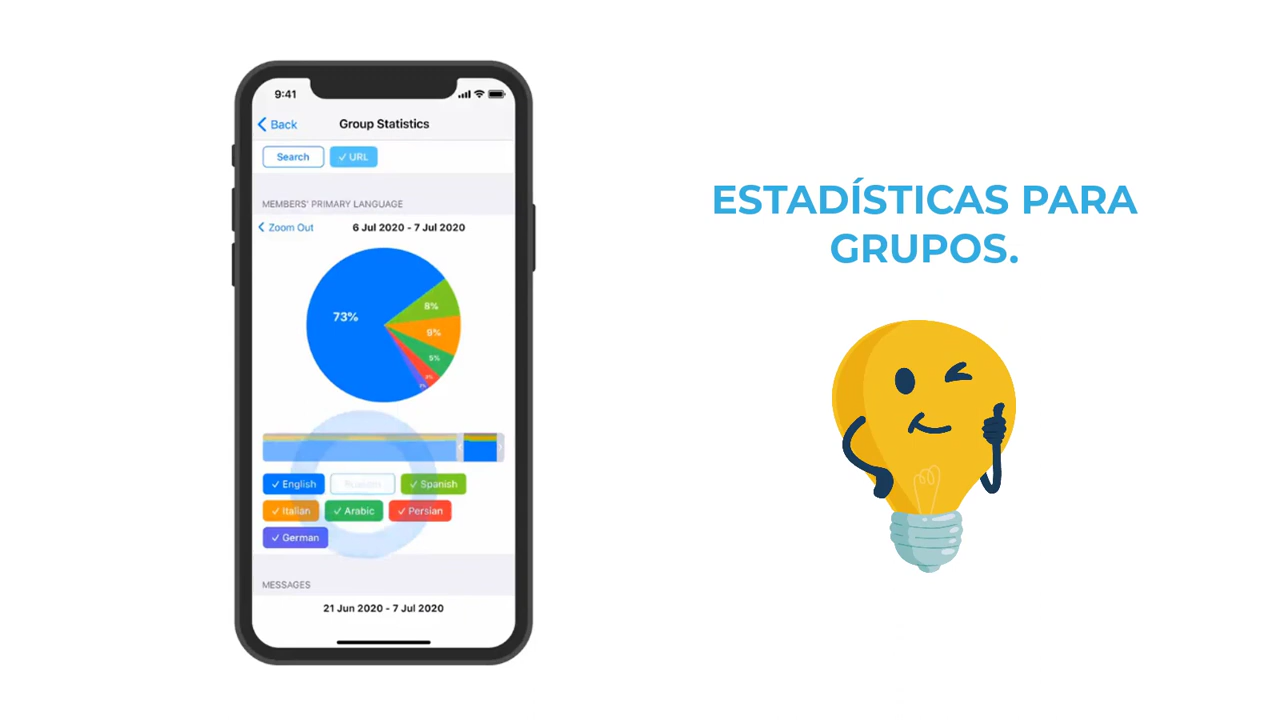 9:41
Back
Group Statistics
Search
✓ URL
MEMBERS' PRIMARY LANGUAGE
Zoom Out
6 Jul 2020 - 7 Jul 2020
73%
8%
9%
5%
✓ English
✓ Spanish
✓ Italian
✓ Arabic
✓ Persian
✓ German
MESSAGES
21 Jun 2020 - 7 Jul 2020
ESTADÍSTICAS PARA
GRUPOS.